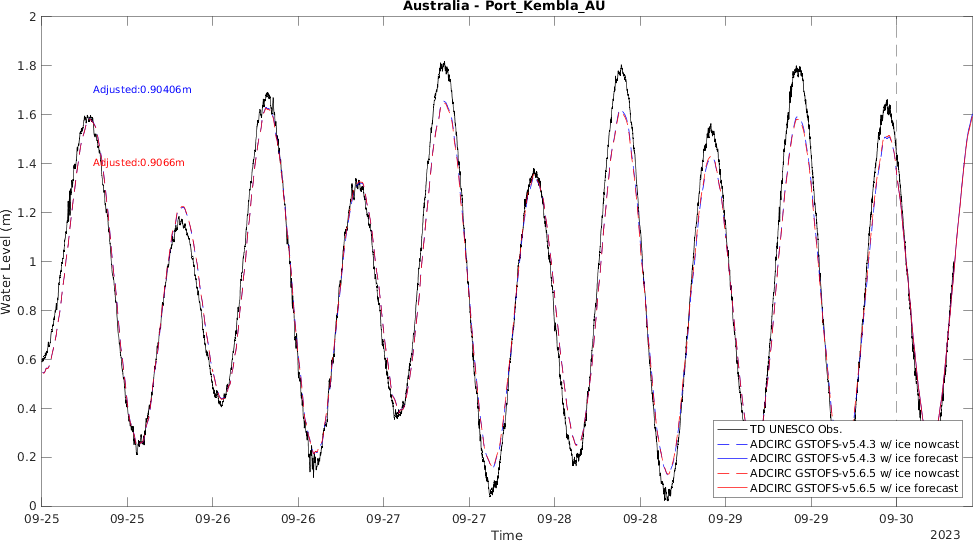 Australia - Port_Kembla_AU
2
1.8
1.6
1.4
1.2
1
0.8
0.6
0.4
0.2
0
Water Level (m)
Adjusted:0.90406m
Adjusted:0.9066m
TD UNESCO Obs.
ADCIRC GSTOFS-v5.4.3 w/ ice nowcast
ADCIRC GSTOFS-v5.4.3 w/ ice forecast
ADCIRC GSTOFS-v5.6.5 w/ ice nowcast
ADCIRC GSTOFS-v5.6.5 w/ ice forecast
09-25 09-25 09-26 09-26 09-27 09-27 09-28 09-28 09-29 09-29 09-30
Time
2023